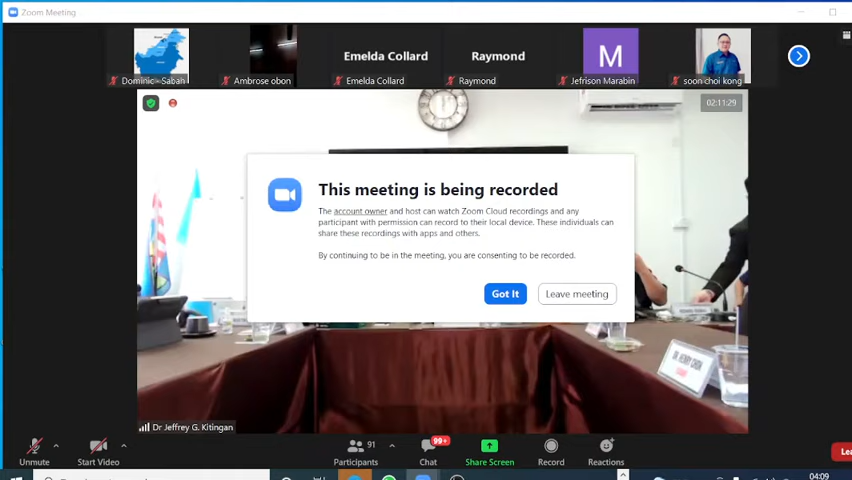 Zoom Meeting
Emelda Collard
Raymond
M
Dominic - Sabah
Ambrose obon
Emelda Collard
Raymond
Jefrison Marabin
soon choi kong
02:11:29
This meeting is being recorded
The account owner and host can watch Zoom Cloud recordings and any
participant with permission can record to their local device. These individuals can
share these recordings with apps and others.
By continuing to be in the meeting, you are consenting to be recorded.
Got It
Leave meeting
Dr Jeffrey G. Kitingan
91
99+
Unmute
Start Video
Participants
Chat
Share Screen
Record
Reactions
Lea
04:09